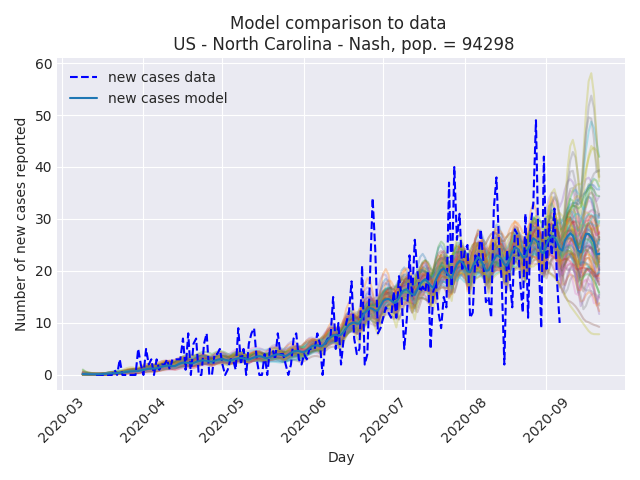 Model comparison to data
US - North Carolina - Nash, pop. = 94298
new cases data
new cases model
Number of new cases reported
60
50
40
30
20
10
0
2020-03
2020-04
2020-05
2020-06
2020-07
2020-08
2020-09
Day